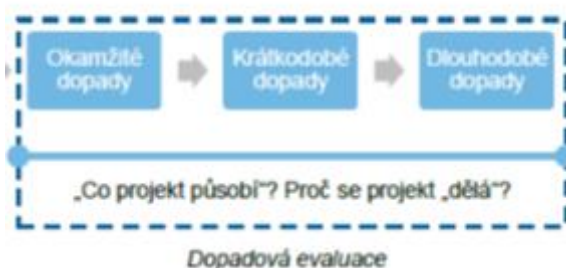 Okamžité
dopady
Krátkodobé
dopady
Dlouhodobé
dopady
„Co projekt působí“? Proč se projekt „dělá“?
Dopadová evaluace